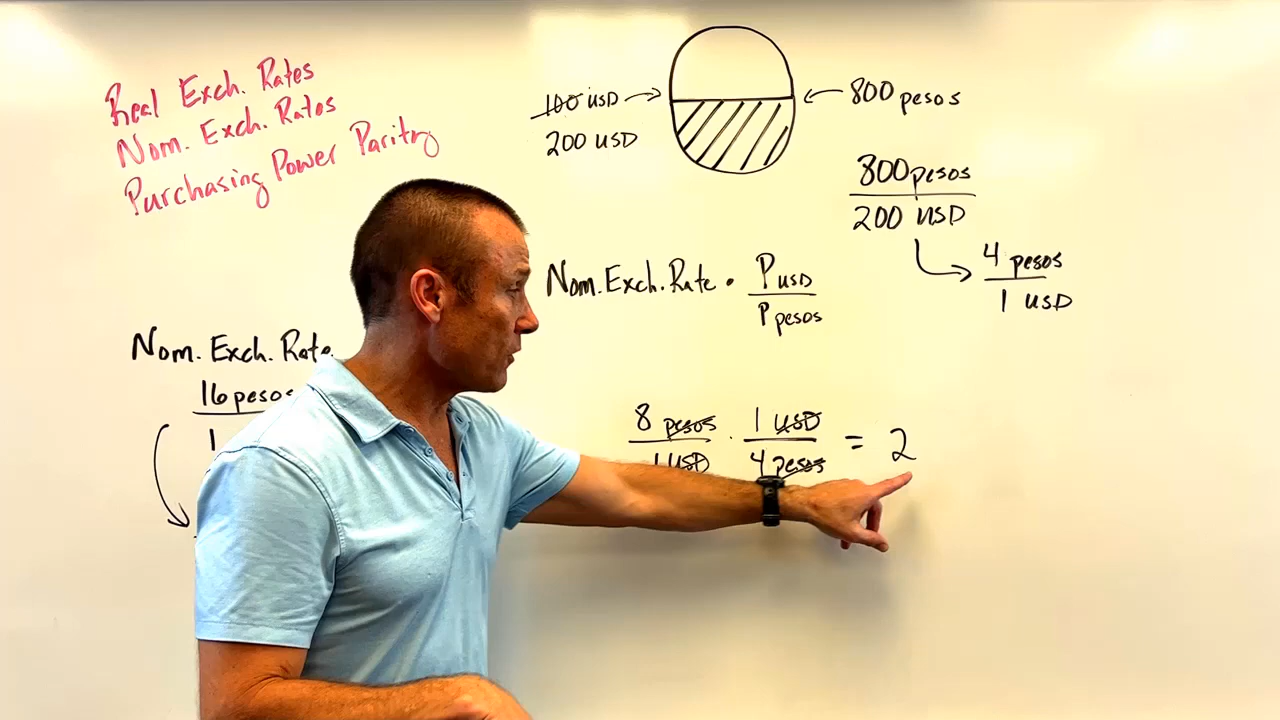 Real Exch. Rates
Nom. Exch. Rates
Purchasing Power Parity
100 USD
200 USD
800 pesos
800 pesos
200 USD
4 pesos
1 USD
Nom. Exch. Rate • P USD
P pesos
Nom. Exch. Rate
16 pesos
1
8 pesos · 1 USD = 2
1 USD 4 pesos